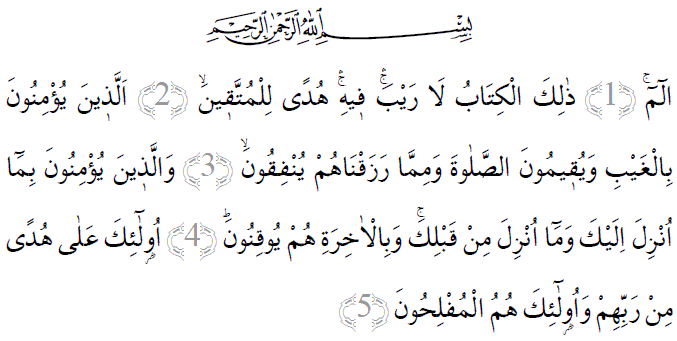 بِسْمِ اللّٰهِ الرَّحْمٰنِ الرَّحِيمِ
الٓمٓۚ ﴿1﴾ ذٰلِكَ الْكِتَابُ لَا رَيْبَۚۛ ف۪يهِۚۛ هُدًى لِلْمُتَّق۪ينَۙ ﴿2﴾ اَلَّذ۪ينَ يُؤْمِنُونَ
بِالْغَيْبِ وَيُق۪يمُونَ الصَّلٰوةَ وَمِمَّا رَزَقْنَاهُمْ يُنْفِقُونَۙ ﴿3﴾ وَالَّذ۪ينَ يُؤْمِنُونَ بِمَٓا
اُنْزِلَ اِلَيْكَ وَمَٓا اُنْزِلَ مِنْ قَبْلِكَۚ وَبِالْاٰخِرَةِ هُمْ يُوقِنُونَۜ ﴿4﴾ اُو۬لٰٓئِكَ عَلٰى هُدًى
مِنْ رَبِّهِمْ وَاُو۬لٰٓئِكَ هُمُ الْمُفْلِحُونَ ﴿5﴾